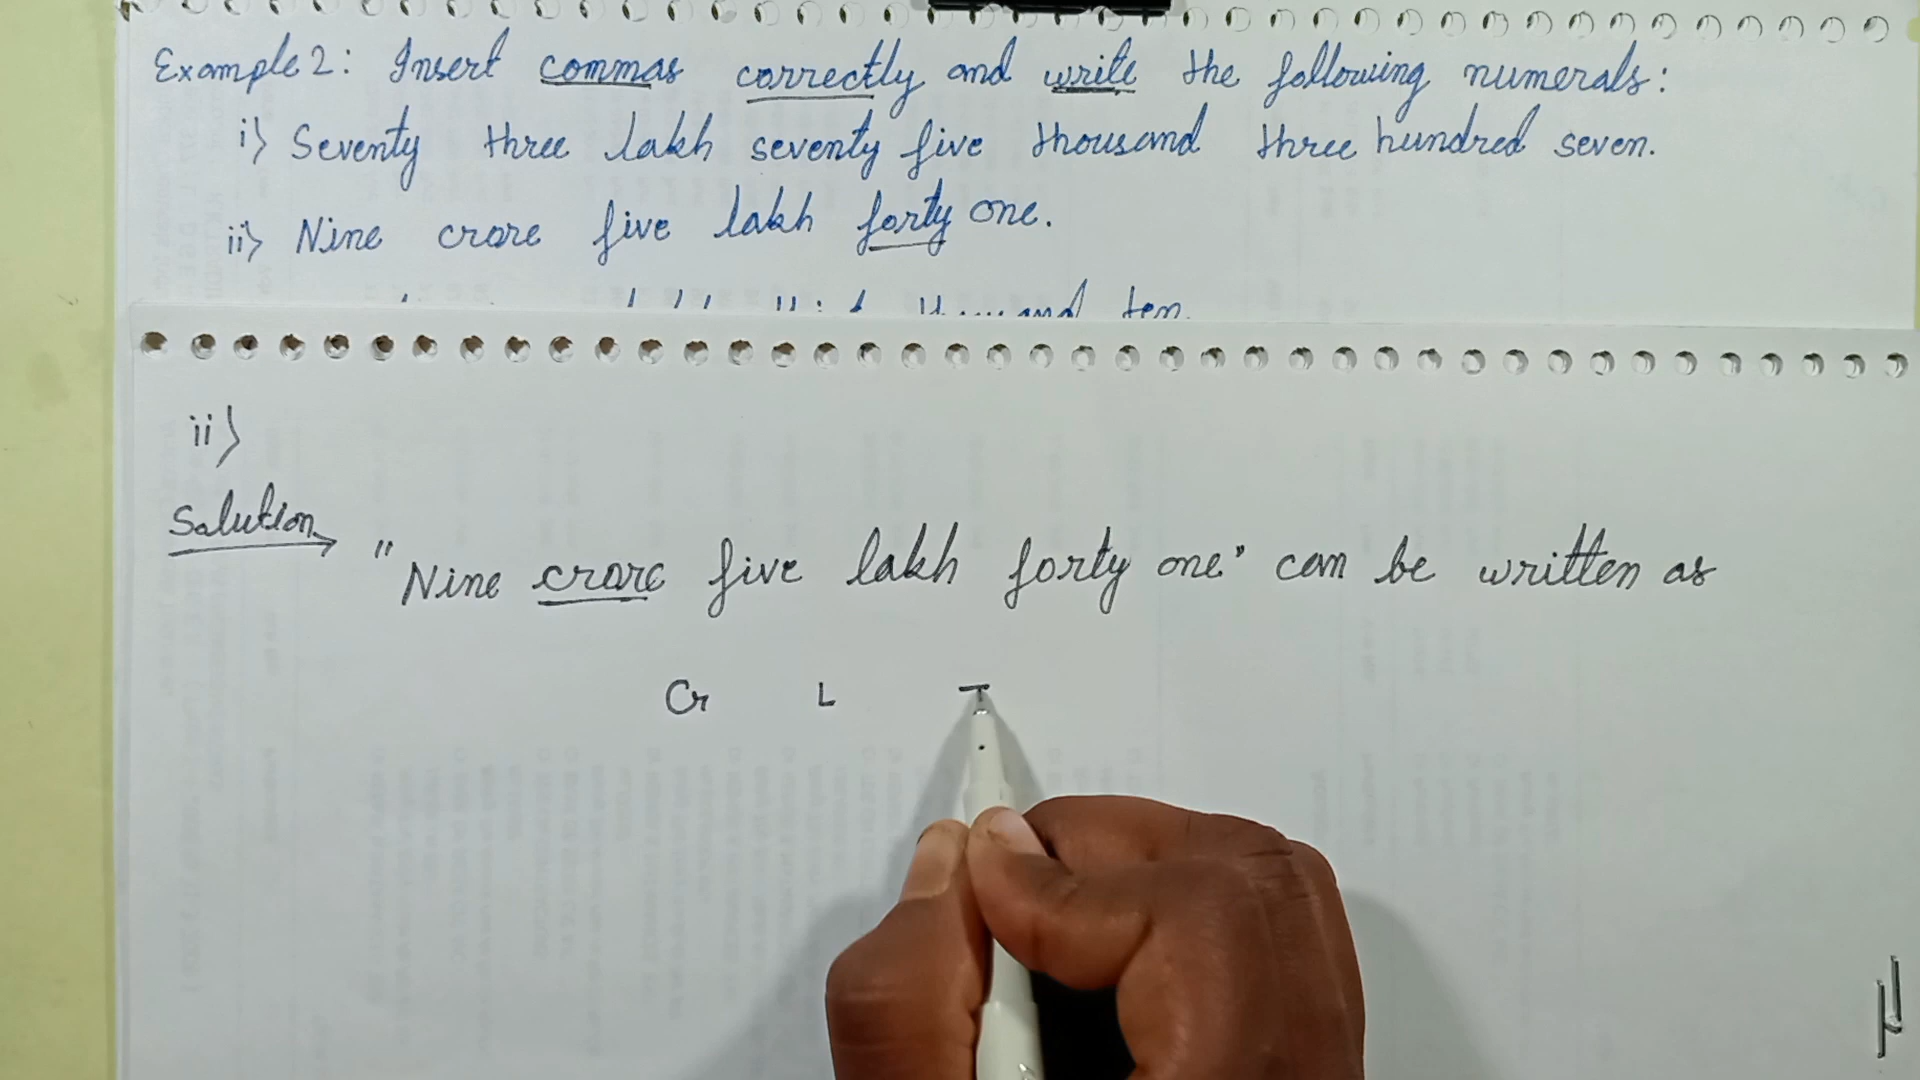 Example 2: Insert commas correctly and write the following numerals:
i) Seventy three lakh seventy five thousand three hundred seven.
ii) Nine crore five lakh forty one.
ten.
ii)
Solution
"Nine crore five lakh forty one" can be written as
Cr L T